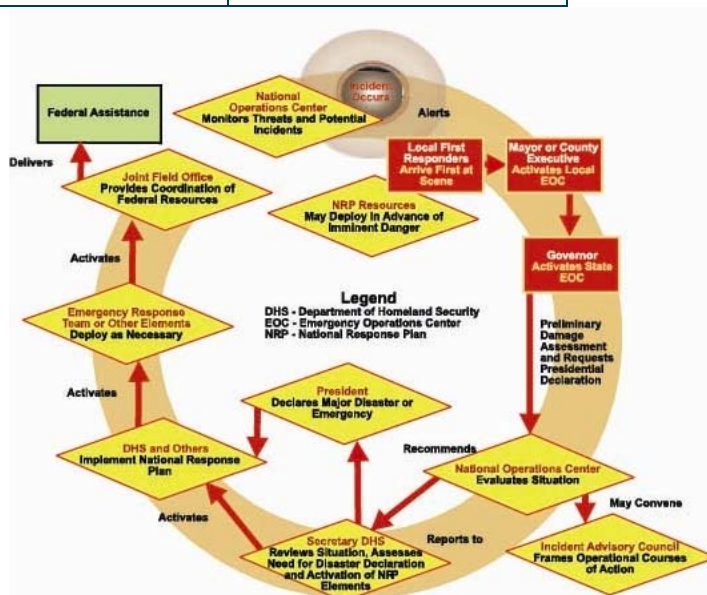 Incident
Occurs
National
Operations Center
Monitors Threats and Potential
Incidents
Alerts
Federal Assistance
Local First
Responders
Arrive First at
Scene
Mayor or County
Executive
Activates Local
EOC
Delivers
Joint Field Office
Provides Coordination of
Federal Resources
NRP Resources
May Deploy in Advance of
Imminent Danger
Governor
Activates State
EOC
Activates
Legend
DHS - Department of Homeland Security
EOC - Emergency Operations Center
NRP - National Response Plan
Emergency Response
Team or Other Elements
Deploy as Necessary
Preliminary
Damage
Assessment
and Requests
Presidential
Declaration
Activates
President
Declares Major Disaster or
Emergency
DHS and Others
Implement National Response
Plan
Recommends
National Operations Center
Evaluates Situation
Activates
Reports to
May Convene
Secretary DHS
Reviews Situation, Assesses
Need for Disaster Declaration
and Activation of NRP
Elements
Incident Advisory Council
Frames Operational Courses
of Action